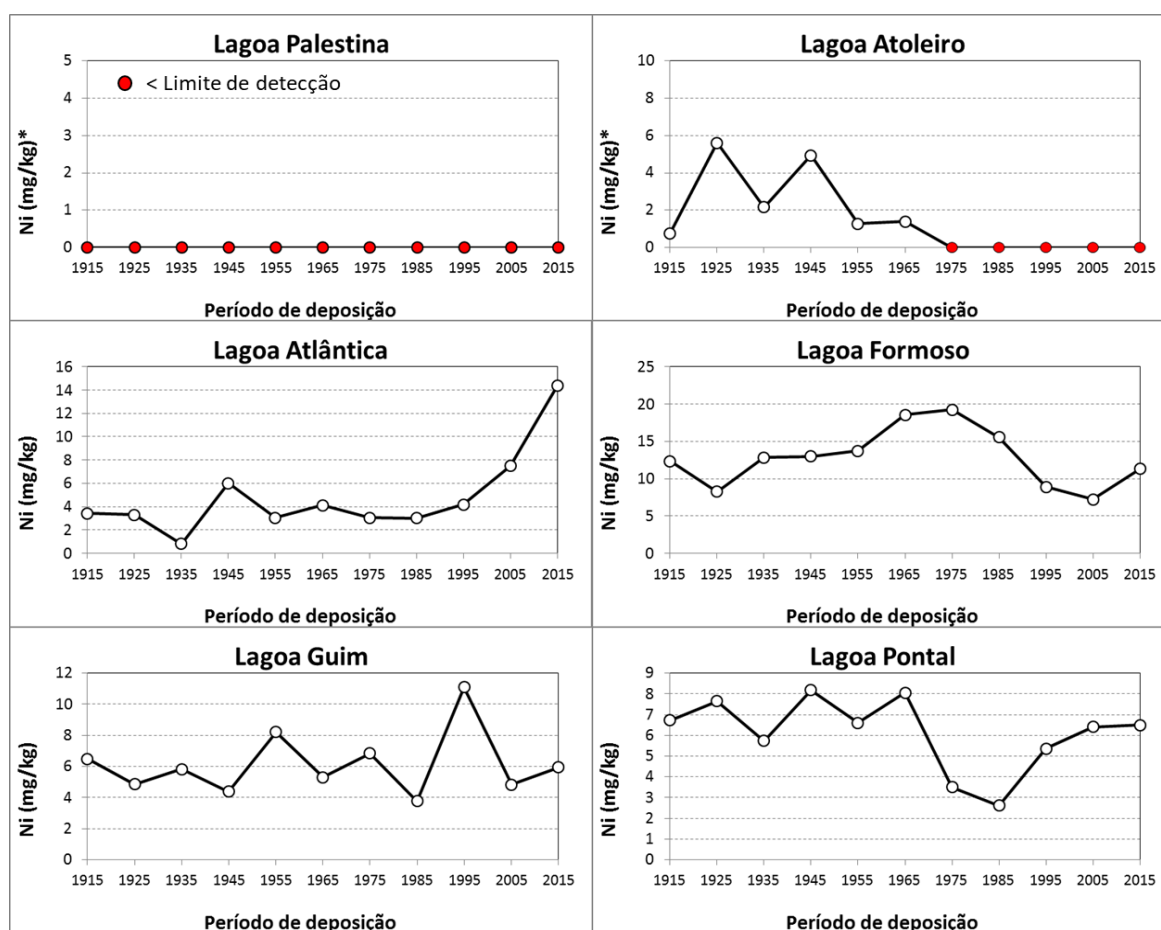 Lagoa Palestina
5
< Limite de detecção
4
3
2
1
0
Ni (mg/kg)*
1915 1925 1935 1945 1955 1965 1975 1985 1995 2005 2015
Período de deposição
Lagoa Atoleiro
10
8
6
4
2
0
Ni (mg/kg)*
1915 1925 1935 1945 1955 1965 1975 1985 1995 2005 2015
Período de deposição
Lagoa Atlântica
16
14
12
10
8
6
4
2
0
Ni (mg/kg)
1915 1925 1935 1945 1955 1965 1975 1985 1995 2005 2015
Período de deposição
Lagoa Formoso
25
20
15
10
5
0
Ni (mg/kg)
1915 1925 1935 1945 1955 1965 1975 1985 1995 2005 2015
Período de deposição
Lagoa Guim
12
10
8
6
4
2
0
Ni (mg/kg)
1915 1925 1935 1945 1955 1965 1975 1985 1995 2005 2015
Período de deposição
Lagoa Pontal
9
8
7
6
5
4
3
2
1
0
Ni (mg/kg)
1915 1925 1935 1945 1955 1965 1975 1985 1995 2005 2015
Período de deposição